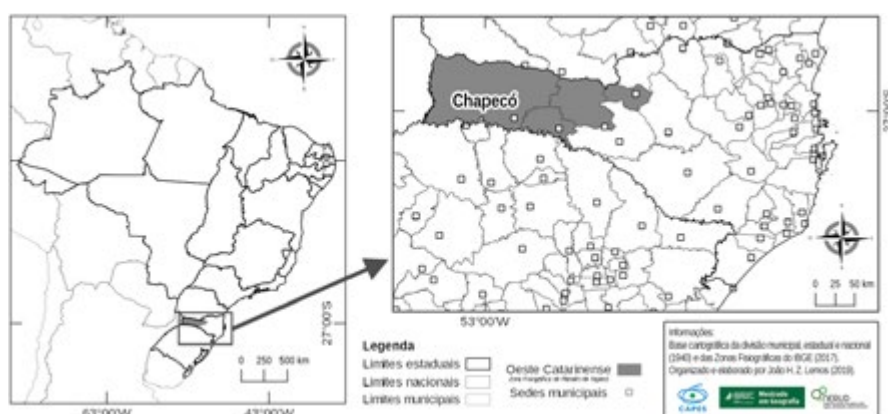 Chapecó
27°00'S
0 25 50 km
53°00'W
27°00'S
0 250 500 km
63°00'W 43°00'W
Legenda
Limites estaduais
Limites nacionais
Limites municipais
Oeste Catarinense
Sedes municipais
Informações:
Base cartográfica da divisão municipal, estadual e nacional
(1940) e das Zonas Fisiográficas do IBGE (2017).
Organizado e elaborado por João H. Z. Lemos (2019).
CAPES
Mestrado
em Geografia